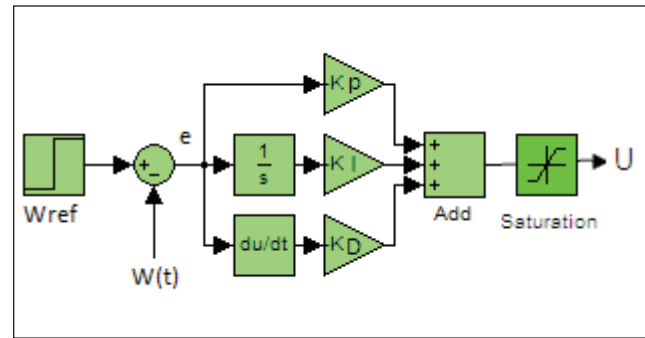 Kp
e
+
-
1
s
KI
+
+
+
U
Wref
Add
Saturation
du/dt
KD
W(t)